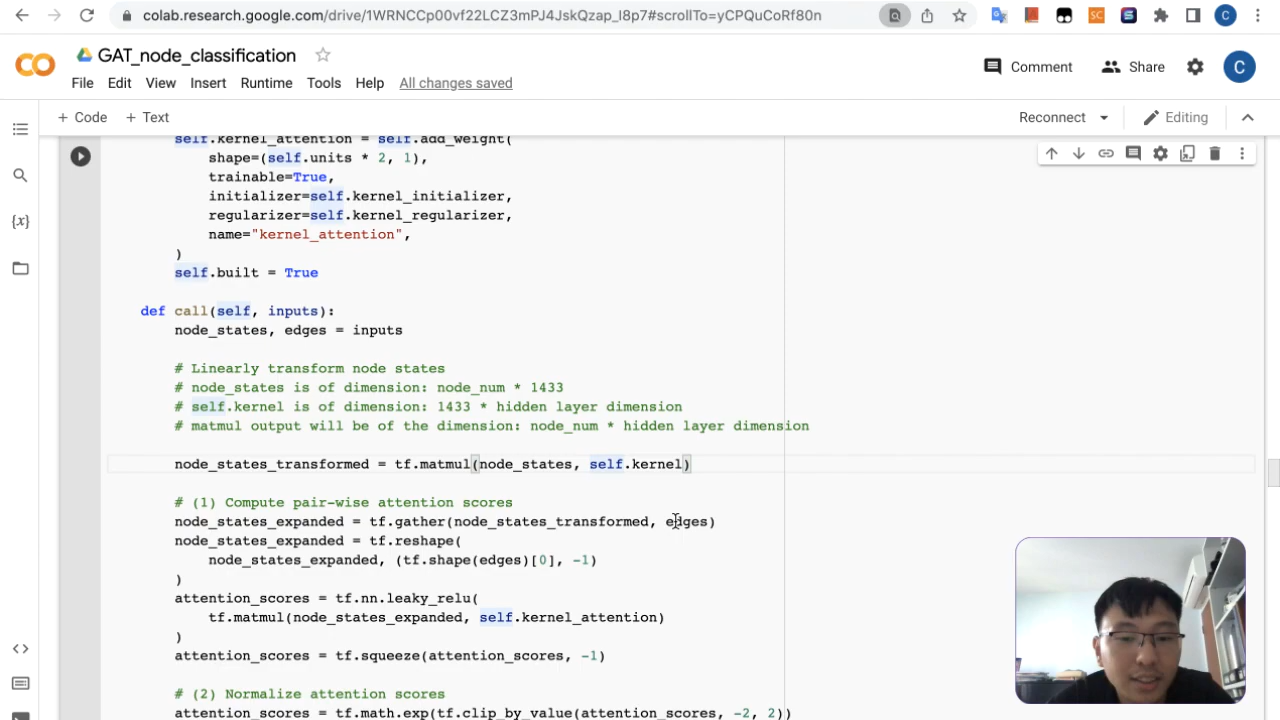 colab.research.google.com/drive/1WRNCCp00vf22LCZ3mPJ4JskQzap_I8p7#scrollTo=yCPQuCoRf80n
SC
S
C
CO
GAT_node_classification
Comment
Share
C
File Edit View Insert Runtime Tools Help All changes saved
+ Code + Text
Reconnect
Editing
self.kernel_attention = self.add_weight(
shape=(self.units * 2, 1),
trainable=True,
initializer=self.kernel_initializer,
regularizer=self.kernel_regularizer,
name="kernel_attention",
)
self.built = True
def call(self, inputs):
node_states, edges = inputs
# Linearly transform node states
# node_states is of dimension: node_num * 1433
# self.kernel is of dimension: 1433 * hidden layer dimension
# matmul output will be of the dimension: node_num * hidden layer dimension
node_states_transformed = tf.matmul(node_states, self.kernel)
# (1) Compute pair-wise attention scores
node_states_expanded = tf.gather(node_states_transformed, edges)
node_states_expanded = tf.reshape(
node_states_expanded, (tf.shape(edges)[0], -1)
)
attention_scores = tf.nn.leaky_relu(
tf.matmul(node_states_expanded, self.kernel_attention)
)
attention_scores = tf.squeeze(attention_scores, -1)
# (2) Normalize attention scores
attention_scores = tf.math.exp(tf.clip_by_value(attention_scores, -2, 2))